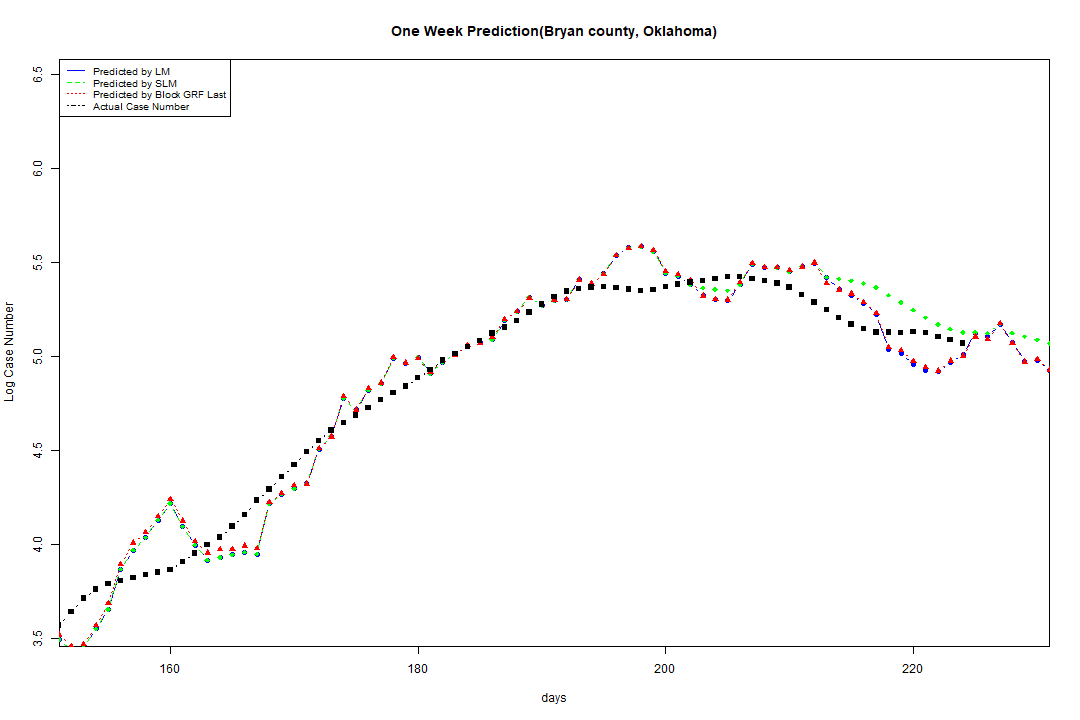 One Week Prediction(Bryan county, Oklahoma)
Predicted by LM
Predicted by SLM
Predicted by Block GRF Last
Actual Case Number
6.5
6.0
5.5
5.0
4.5
4.0
3.5
Log Case Number
160
180
200
220
days